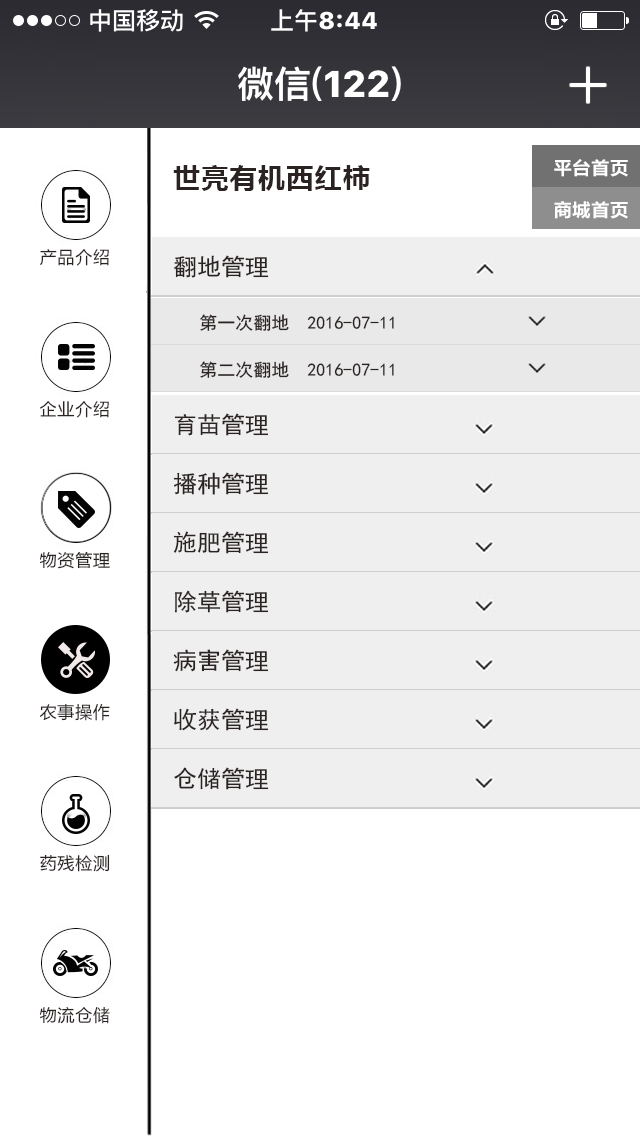 中国移动
上午8:44
微信(122)
世亮有机西红柿
平台首页
商城首页
产品介绍
企业介绍
物资管理
农事操作
药残检测
物流仓储
翻地管理
第一次翻地 2016-07-11
第二次翻地 2016-07-11
育苗管理
播种管理
施肥管理
除草管理
病害管理
收获管理
仓储管理